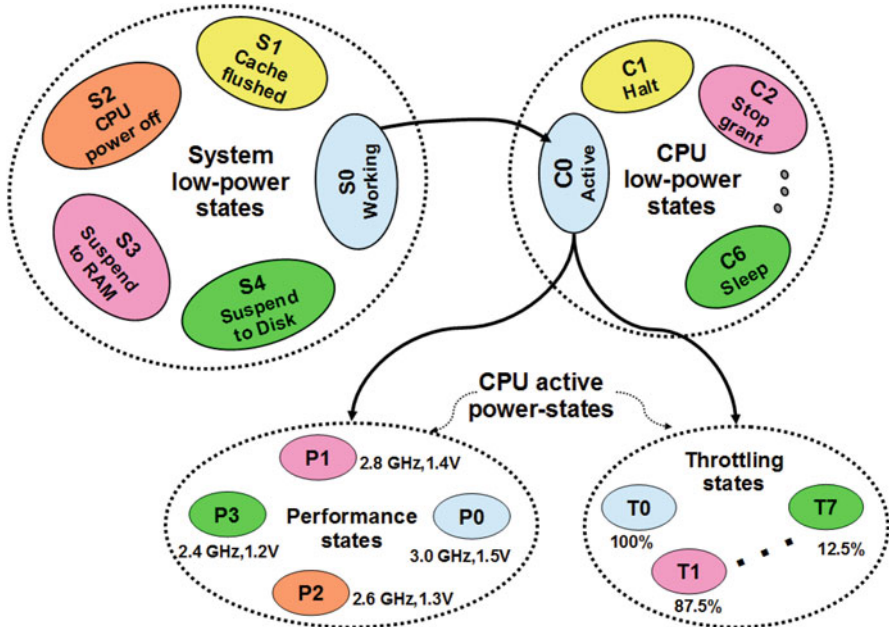 S1
Cache
flushed
S2
CPU
power off
System
low-power
states
S0
Working
S3
Suspend
to RAM
S4
Suspend
to Disk
C1
Halt
C2
Stop
grant
C0
Active
CPU
low-power
states
C6
Sleep
CPU active
power-states
P1
2.8 GHz,1.4V
P3
2.4 GHz,1.2V
Performance
states
P0
3.0 GHz,1.5V
P2
2.6 GHz,1.3V
Throttling
states
T0
100%
T7
12.5%
T1
87.5%